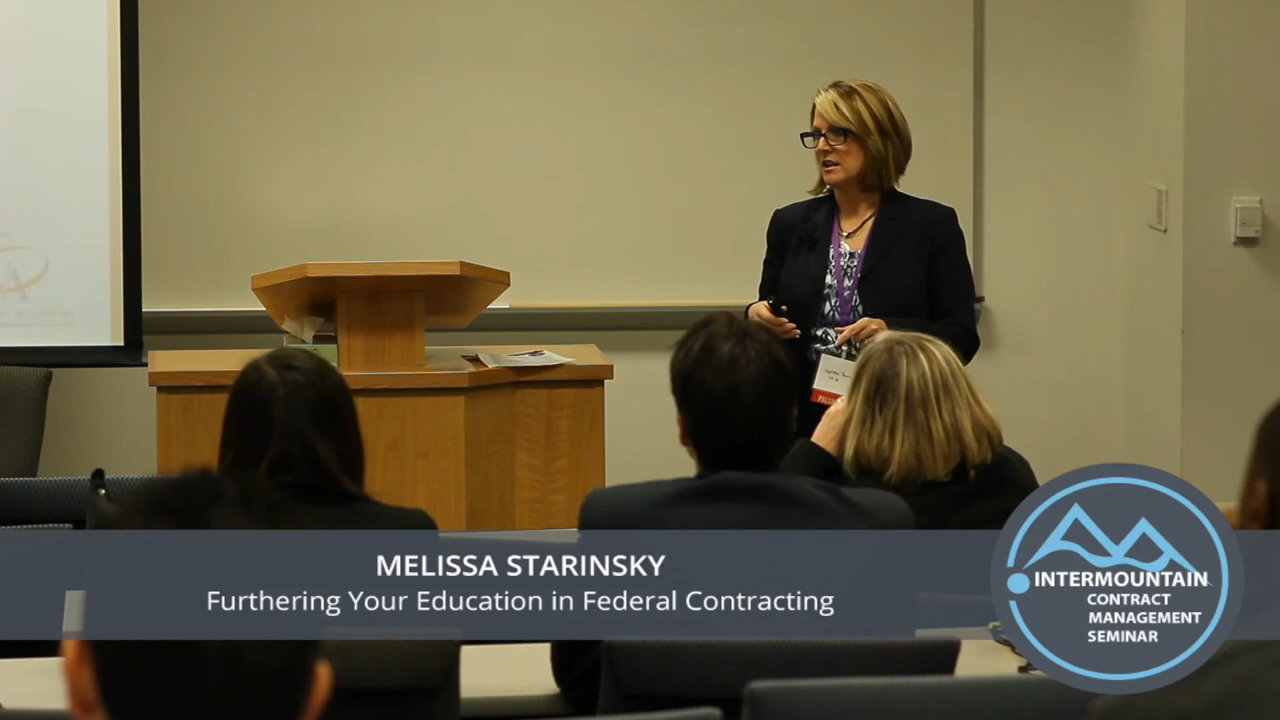 MELISSA STARINSKY
Furthering Your Education in Federal Contracting
INTERMOUNTAIN
CONTRACT
MANAGEMENT
SEMINAR